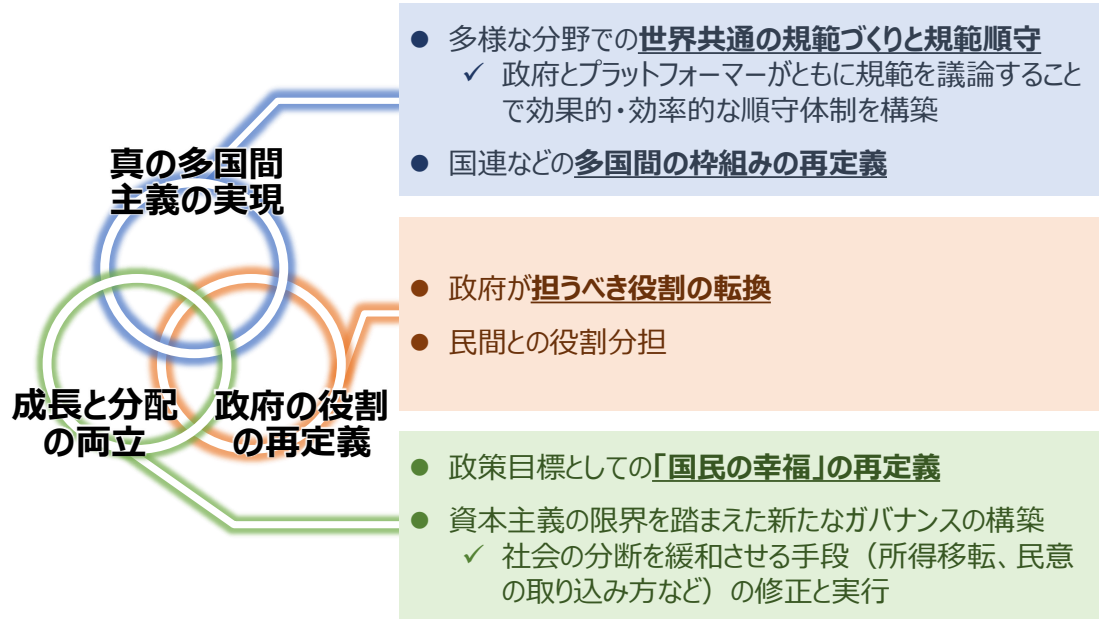 真の多国間
主義の実現
成長と分配
の両立
政府の役割
の再定義
● 多様な分野での世界共通の規範づくりと規範順守
✓ 政府とプラットフォーマーがともに規範を議論すること
で効果的・効率的な順守体制を構築
● 国連などの多国間の枠組みの再定義
● 政府が担うべき役割の転換
● 民間との役割分担
● 政策目標としての「国民の幸福」の再定義
● 資本主義の限界を踏まえた新たなガバナンスの構築
✓ 社会の分断を緩和させる手段（所得移転、民意
の取り込み方など）の修正と実行